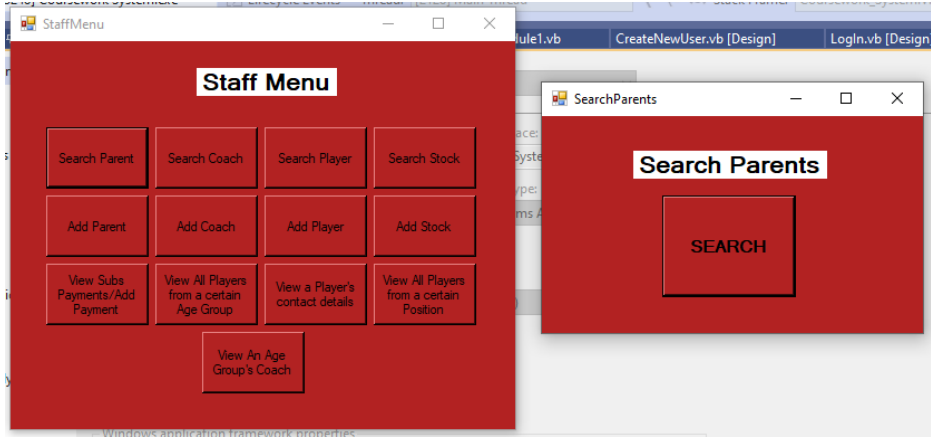 StaffMenu
Staff Menu
Search Parent
Search Coach
Search Player
Search Stock
Add Parent
Add Coach
Add Player
Add Stock
View Subs
Payments/Add
Payment
View All Players
from a certain
Age Group
View a Player's
contact details
View All Players
from a certain
Position
View An Age
Group's Coach
CreateNewUser.vb [Design]
LogIn.vb [Design
SearchParents
Search Parents
SEARCH
Windows application framework properties